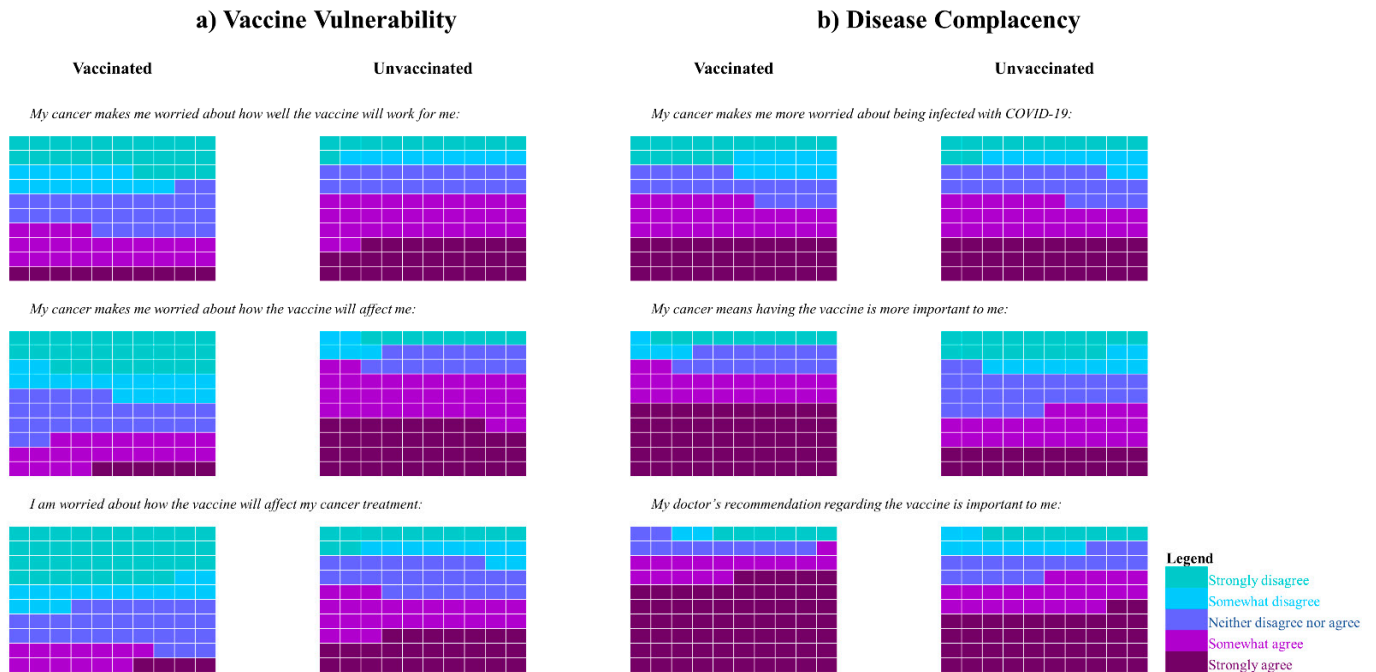 a) Vaccine Vulnerability
b) Disease Complacency
Vaccinated
Unvaccinated
Vaccinated
Unvaccinated
My cancer makes me worried about how well the vaccine will work for me:
My cancer makes me more worried about being infected with COVID-19:
My cancer makes me worried about how the vaccine will affect me:
My cancer means having the vaccine is more important to me:
I am worried about how the vaccine will affect my cancer treatment:
My doctor’s recommendation regarding the vaccine is important to me:
Legend
Strongly disagree
Somewhat disagree
Neither disagree nor agree
Somewhat agree
Strongly agree